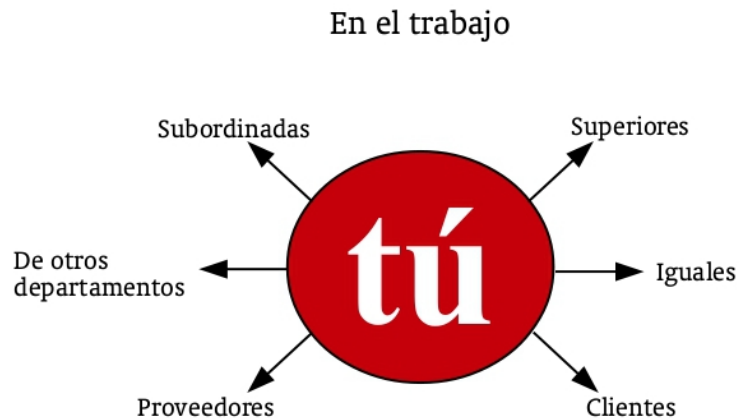 En el trabajo
Subordinadas
Superiores
De otros
departamentos
tú
Iguales
Proveedores
Clientes